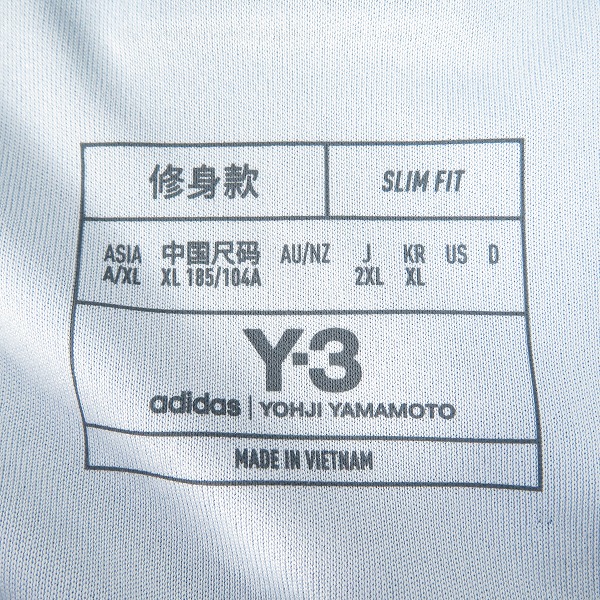 修身款 SLIM FIT
ASIA 中国尺码 AU/NZ J KR US D
A/XL XL 185/104A 2XL XL
Y-3
adidas | YOHJI YAMAMOTO
MADE IN VIETNAM